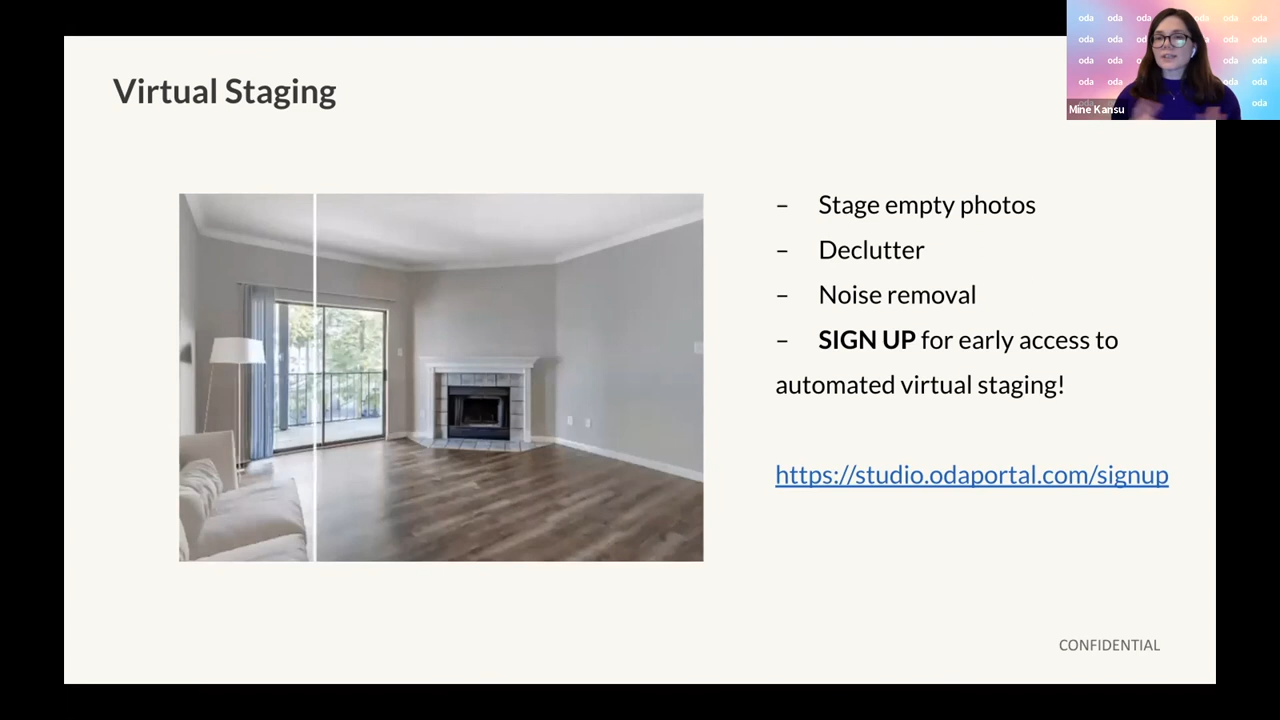 Virtual Staging
oda oda oda oda oda oda
oda oda od oda oda
oda oda oda oda
oda oda oda oda
oda
Mine Kansu
– Stage empty photos
– Declutter
– Noise removal
– SIGN UP for early access to
automated virtual staging!
https://studio.odaportal.com/signup
CONFIDENTIAL